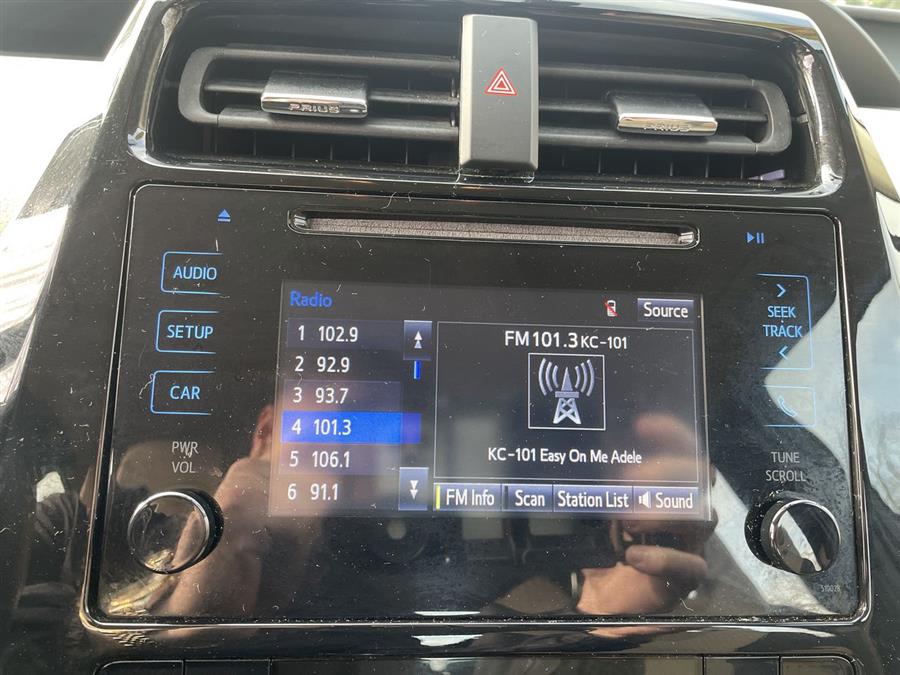 PRIUS
PRIUS
AUDIO
SETUP
CAR
PWR
VOL
Radio
1 102.9
2 92.9
3 93.7
4 101.3
5 106.1
6 91.1
Source
FM101.3 KC-101
KC-101 Easy On Me Adele
FM Info
Scan
Station List
Sound
SEEK
TRACK
TUNE
SCROLL